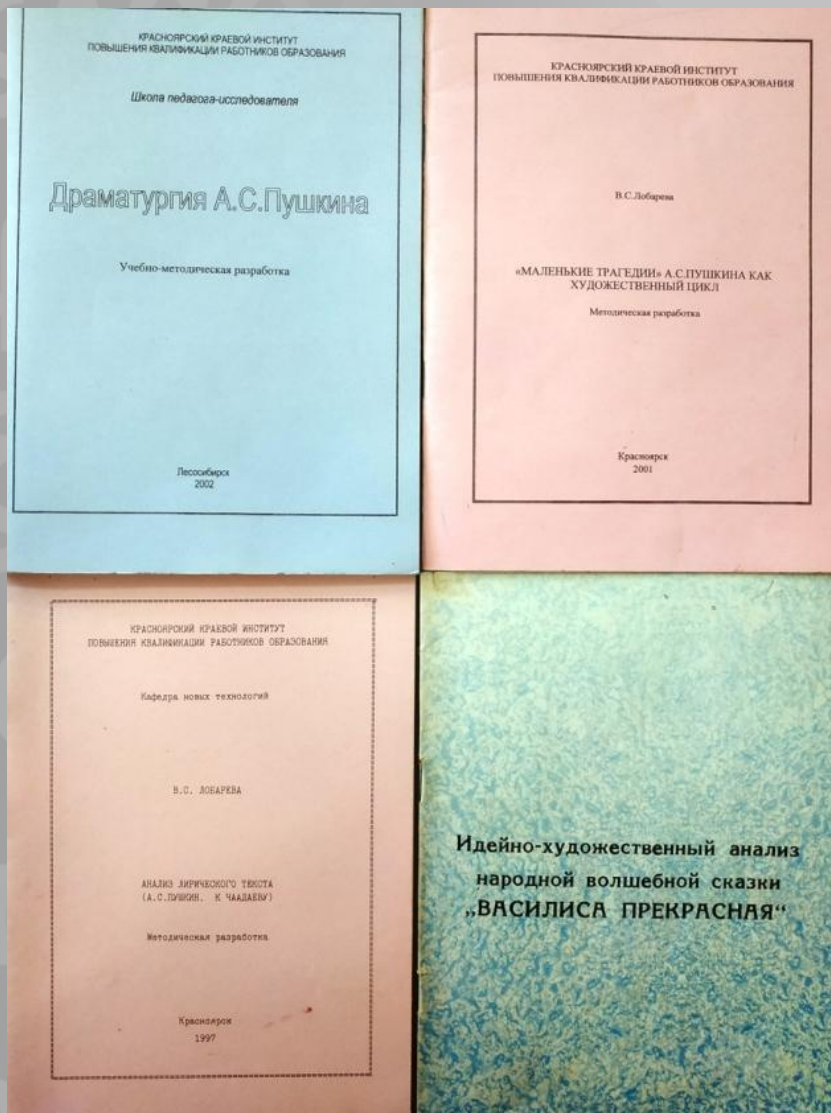 КРАСНОЯРСКИЙ КРАЕВОЙ ИНСТИТУТ
ПОВЫШЕНИЯ КВАЛИФИКАЦИИ РАБОТНИКОВ ОБРАЗОВАНИЯ
Школа педагога-исследователя
Драматургия А.С.Пушкина
Учебно-методическая разработка
Лесосибирск
2002
КРАСНОЯРСКИЙ КРАЕВОЙ ИНСТИТУТ
ПОВЫШЕНИЯ КВАЛИФИКАЦИИ РАБОТНИКОВ ОБРАЗОВАНИЯ
В.С.Лобарева
«МАЛЕНЬКИЕ ТРАГЕДИИ» А.С.ПУШКИНА КАК
ХУДОЖЕСТВЕННЫЙ ЦИКЛ
Методическая разработка
Красноярск
2001
КРАСНОЯРСКИЙ КРАЕВОЙ ИНСТИТУТ
ПОВЫШЕНИЯ КВАЛИФИКАЦИИ РАБОТНИКОВ ОБРАЗОВАНИЯ
Кафедра новых технологий
В.С. ЛОБАРЕВА
АНАЛИЗ ЛИРИЧЕСКОГО ТЕКСТА
(А.С.ПУШКИН. К ЧААДАЕВУ)
Методическая разработка
Красноярск
1997
Идейно-художественный анализ
народной волшебной сказки
„ВАСИЛИСА ПРЕКРАСНАЯ“